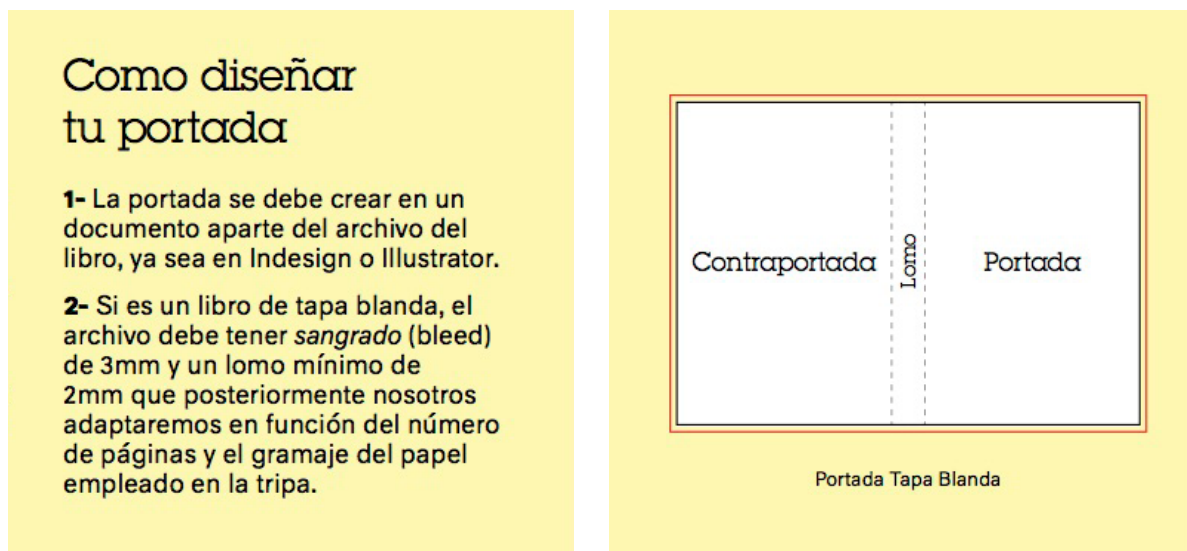 Como diseñar
tu portada
1- La portada se debe crear en un
documento aparte del archivo del
libro, ya sea en Indesign o Illustrator.
2- Si es un libro de tapa blanda, el
archivo debe tener sangrado (bleed)
de 3mm y un lomo mínimo de
2mm que posteriormente nosotros
adaptaremos en función del número
de páginas y el gramaje del papel
empleado en la tripa.
Contraportada
Lomo
Portada
Portada Tapa Blanda